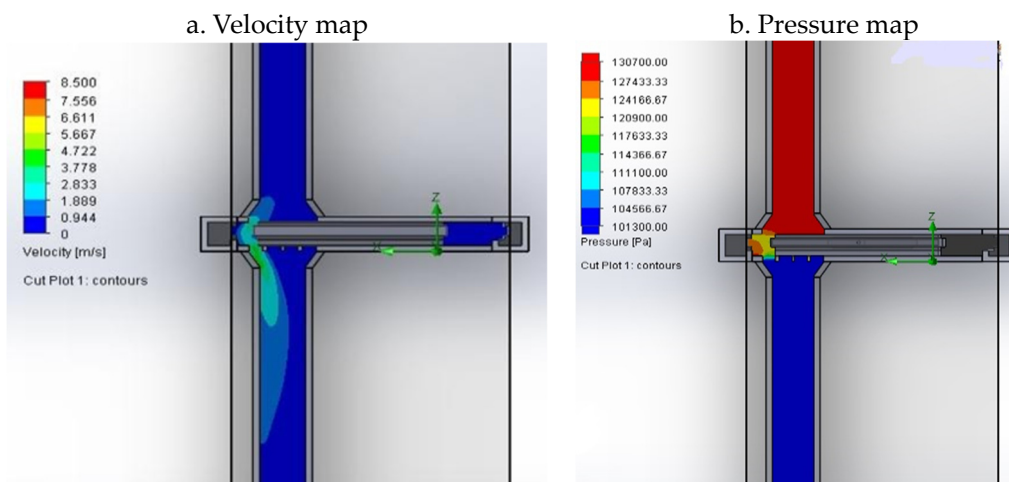 a. Velocity map
8.500
7.556
6.611
5.667
4.722
3.778
2.833
1.889
0.944
0
Velocity [m/s]
Cut Plot 1: contours
Z
X
b. Pressure map
130700.00
127433.33
124166.67
120900.00
117633.33
114366.67
111100.00
107833.33
104566.67
101300.00
Pressure [Pa]
Cut Plot 1: contours
Z
X